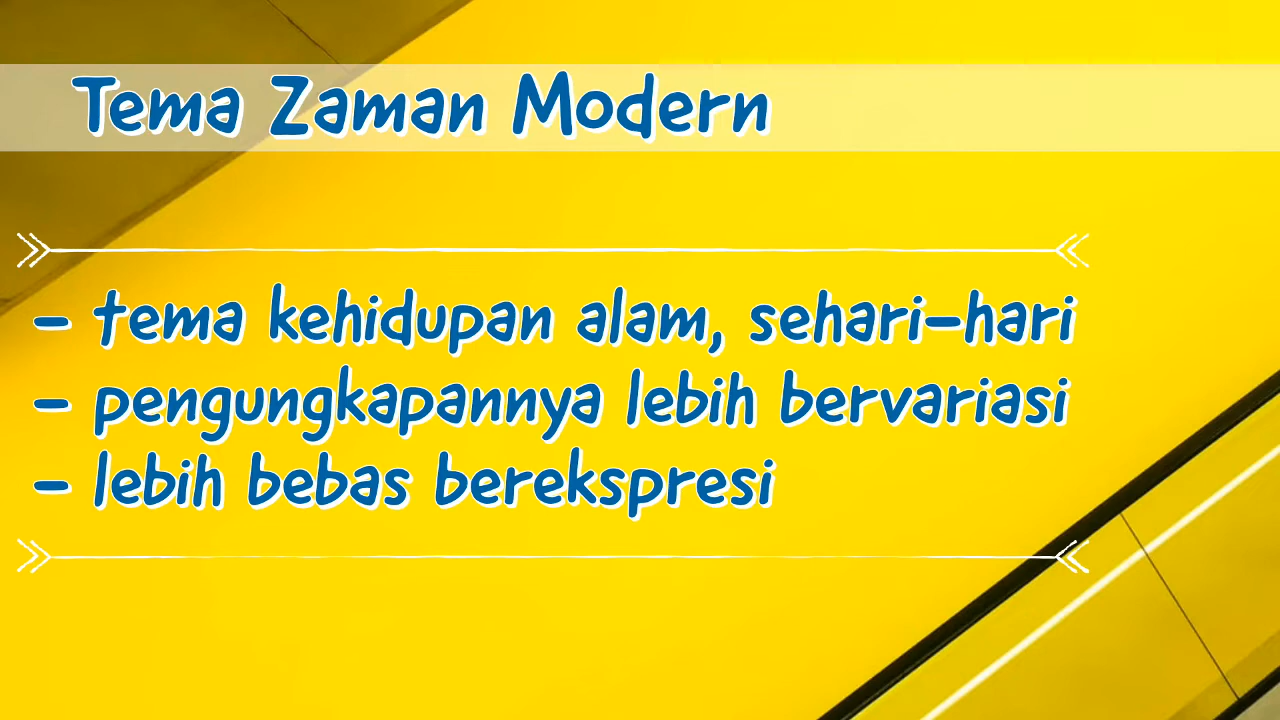 Tema Zaman Modern
- tema kehidupan alam, sehari-hari
- pengungkapannya lebih bervariasi
- lebih bebas berekspresi